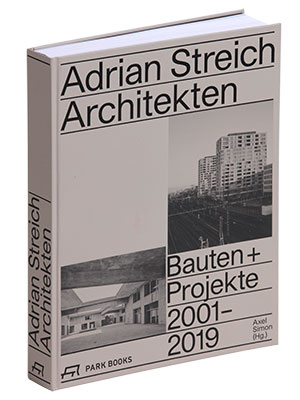 Adrian Streich
Architekten
Bauten +
Projekte
2001–
2019
Axel
Simon
(Hg.)
PARK BOOKS
Adrian Streich
Architekten